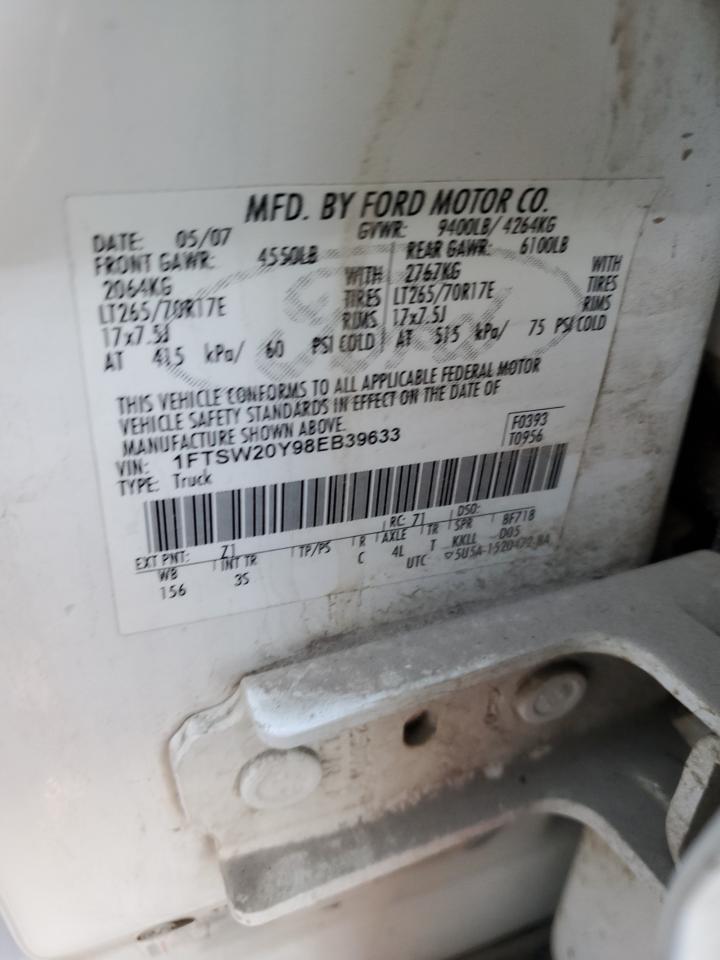 MFD. BY FORD MOTOR CO.
DATE: 05/07 GVWR: 9400LB/ 4264KG
FRONT GAWR: 4550LB REAR GAWR: 6100LB
2064KG WITH 2767KG WITH
LT265/70R17E TIRES LT265/70R17E TIRES
17x7.5J RIMS 17x7.5J RIMS
AT 415 kPa/ 60 PSI COLD AT 515 kPa/ 75 PSI COLD
THIS VEHICLE CONFORMS TO ALL APPLICABLE FEDERAL MOTOR
VEHICLE SAFETY STANDARDS IN EFFECT ON THE DATE OF
MANUFACTURE SHOWN ABOVE.
VIN: 1FTSW20Y98EB39633 F0393
TYPE: Truck T0956
EXT PNT: Z1 RC: 71 DSO:
WB INT TR TP/PS R AXLE TR SPR 8F718
156 3S C 4L T KKLL D05
UTC